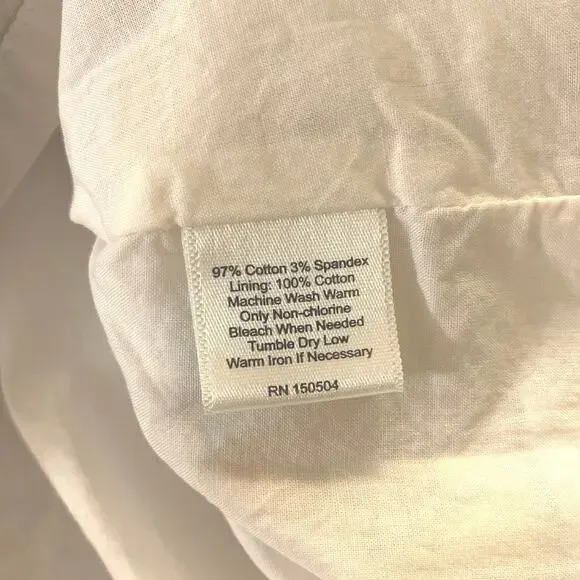 97% Cotton 3% Spandex
Lining: 100% Cotton
Machine Wash Warm
Only Non-chlorine
Bleach When Needed
Tumble Dry Low
Warm Iron If Necessary
RN 150504